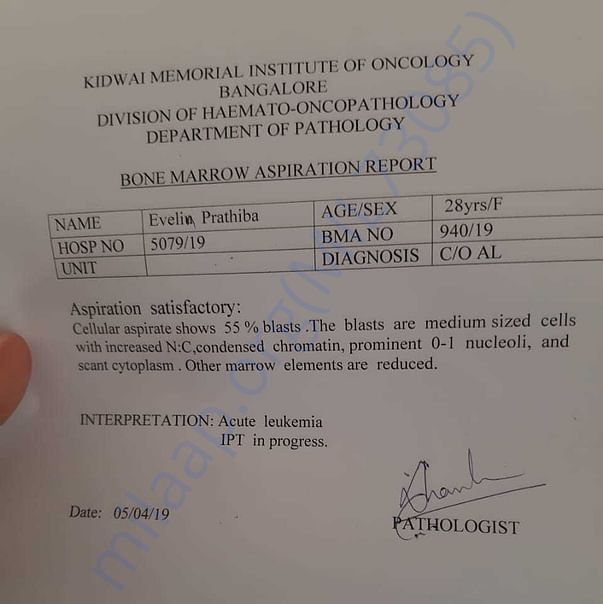 KIDWAI MEMORIAL INSTITUTE OF ONCOLOGY
BANGALORE
DIVISION OF HAEMATO-ONCOPATHOLOGY
DEPARTMENT OF PATHOLOGY
BONE MARROW ASPIRATION REPORT
NAME Evelin Prathiba AGE/SEX 28yrs/F
HOSP NO 5079/19 BMA NO 940/19
UNIT DIAGNOSIS C/O AL
Aspiration satisfactory:
Cellular aspirate shows 55 % blasts .The blasts are medium sized cells
with increased N:C,condensed chromatin, prominent 0-1 nucleoli, and
scant cytoplasm . Other marrow elements are reduced.
INTERPRETATION: Acute leukemia
IPT in progress.
Date: 05/04/19
PATHOLOGIST